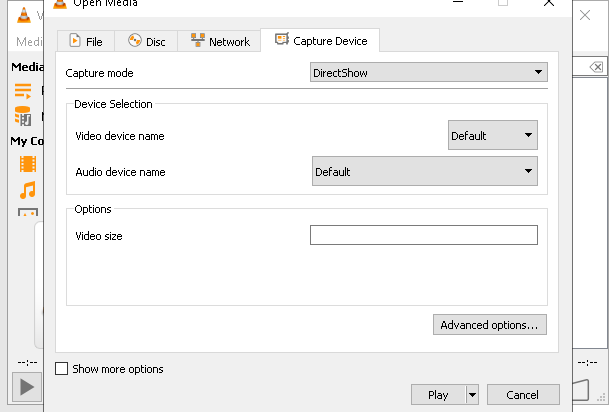 Open Media
Medi
File
Disc
Network
Capture Device
Media
Capture mode
DirectShow
Device Selection
Video device name
Default
My Co
Audio device name
Default
Options
Video size
Advanced options...
--:--
--:--
Show more options
Play
Cancel